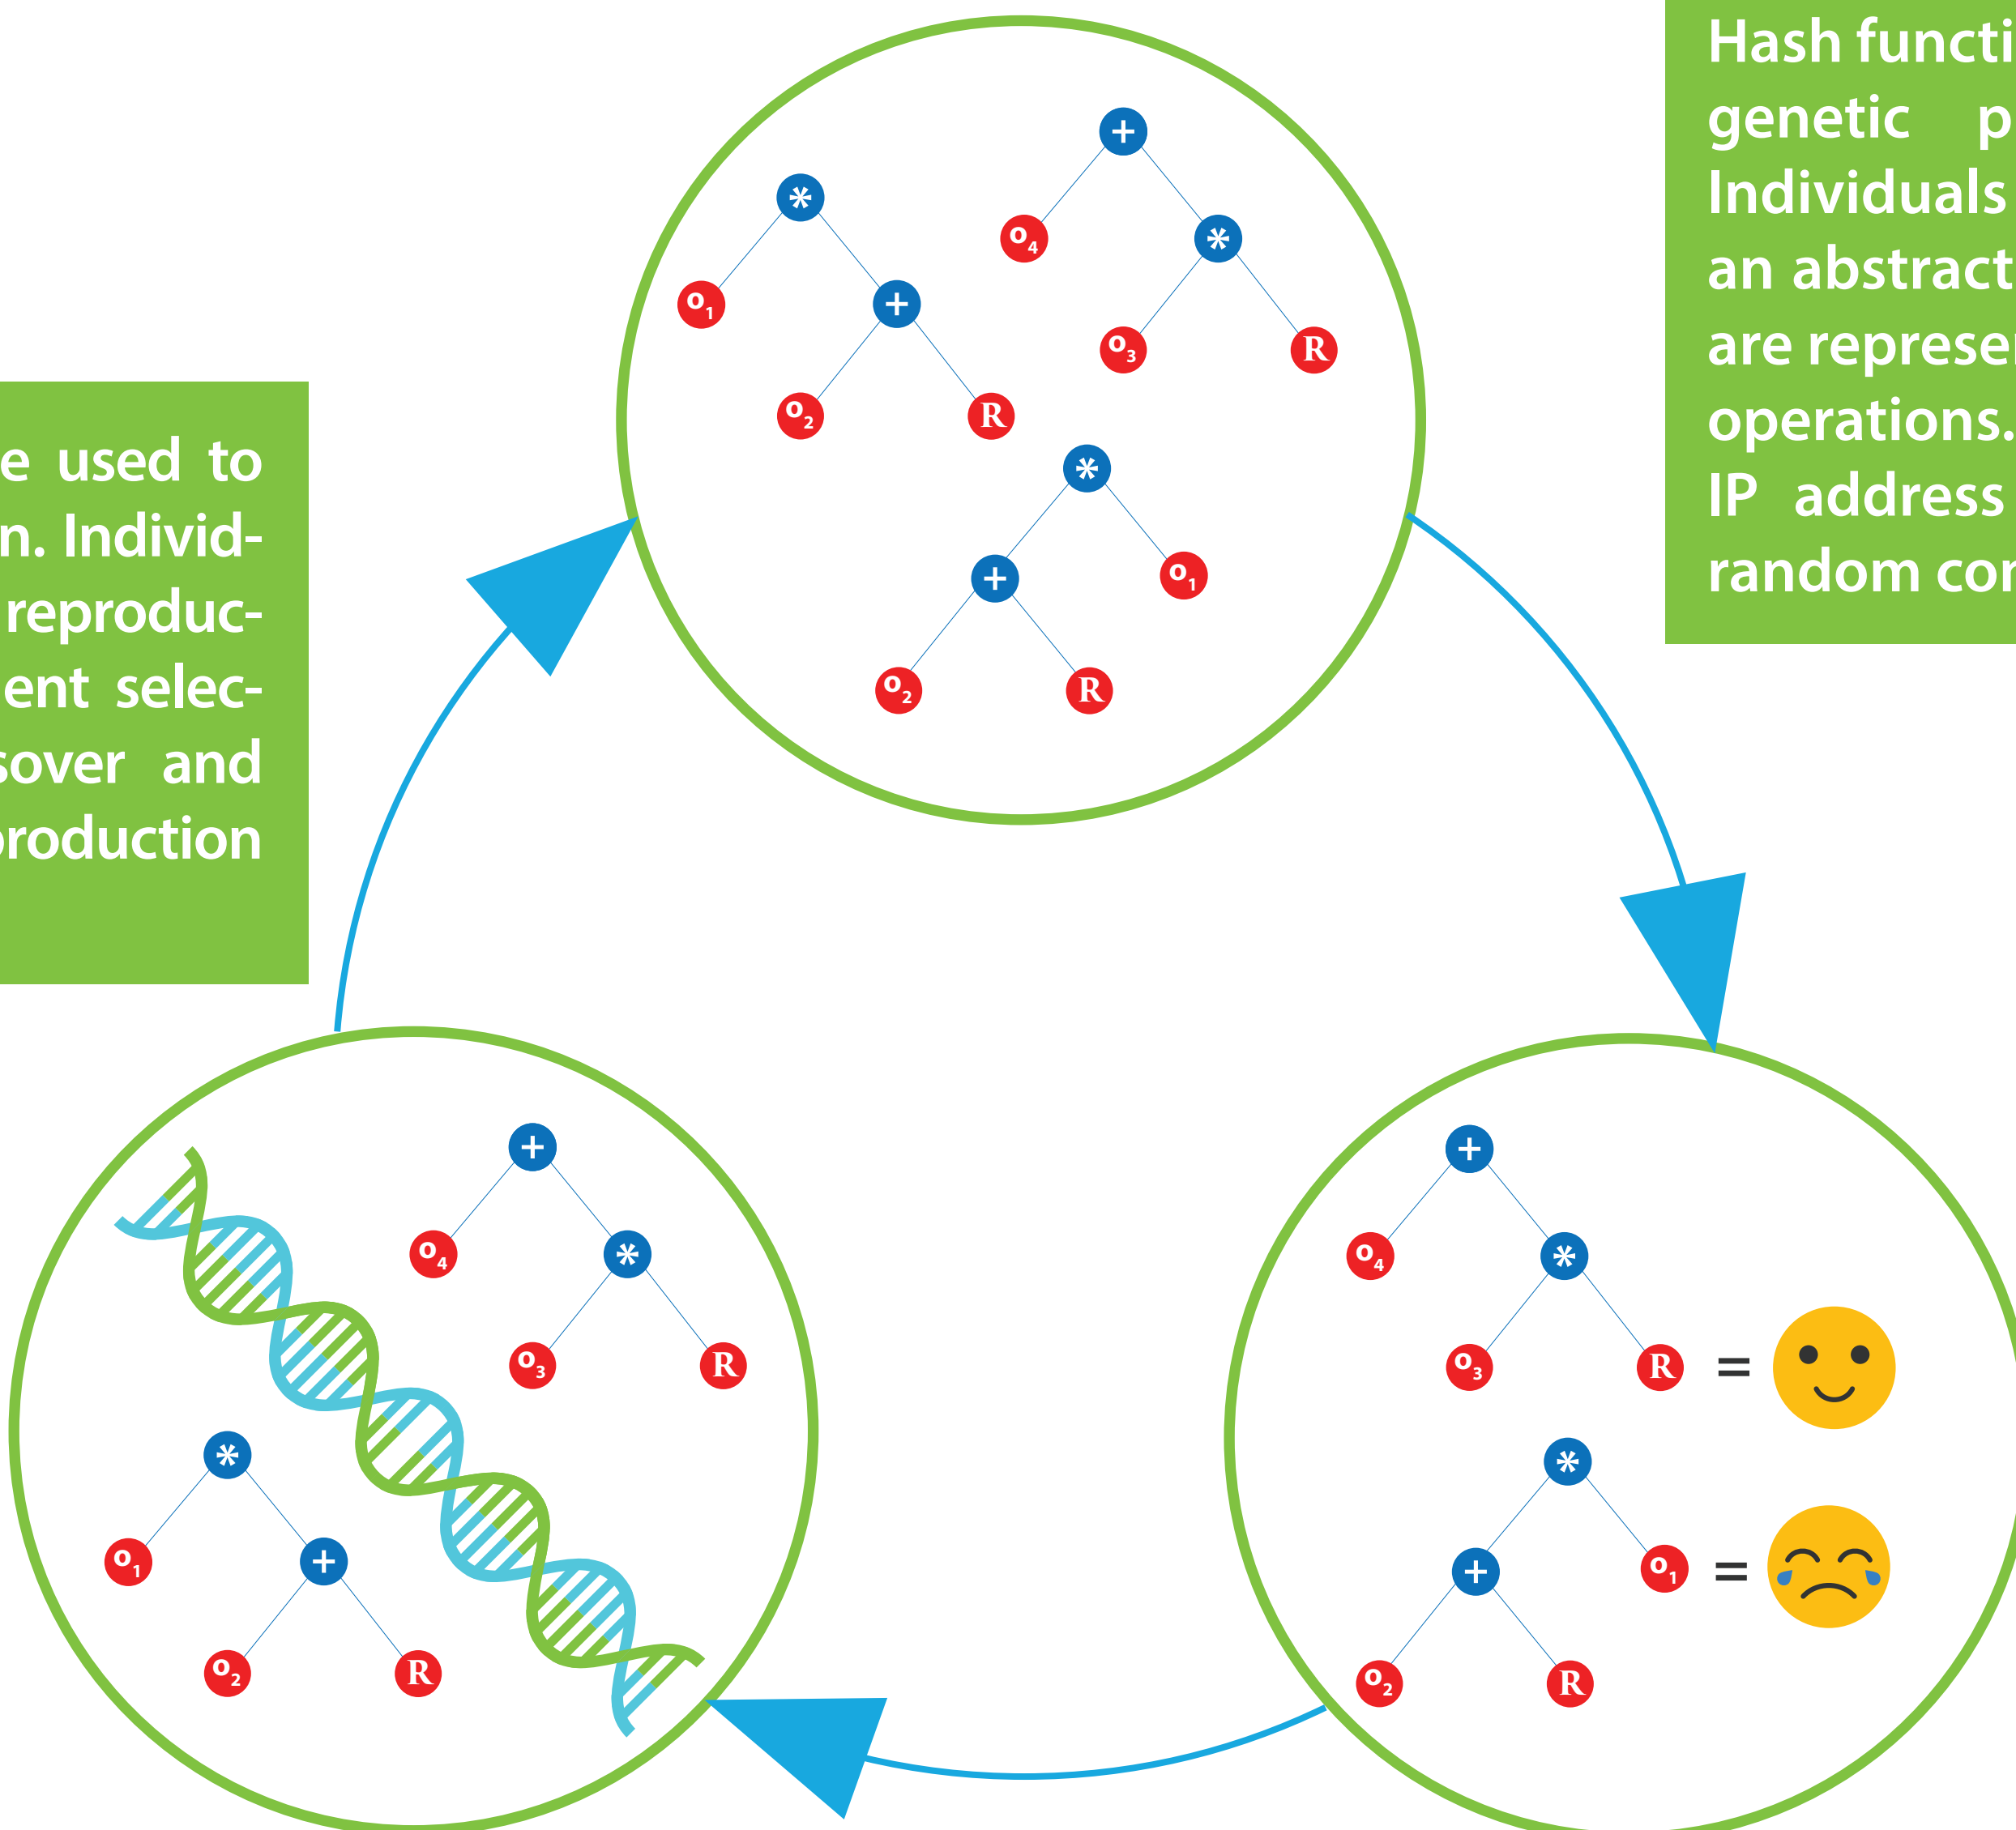 e used to
n. Individ-
reproduc-
ent selec-
sover and
production
Hash functi
genetic p
Individuals
an abstract
are represe
operations.
IP address
random co
+
o4
*
o3
R
*
o1
+
o2
R
*
+
o1
o2
R
+
o4
*
o3
R
*
o1
+
o2
R
+
o4
*
o3
R
=
*
+
o1
=
o2
R